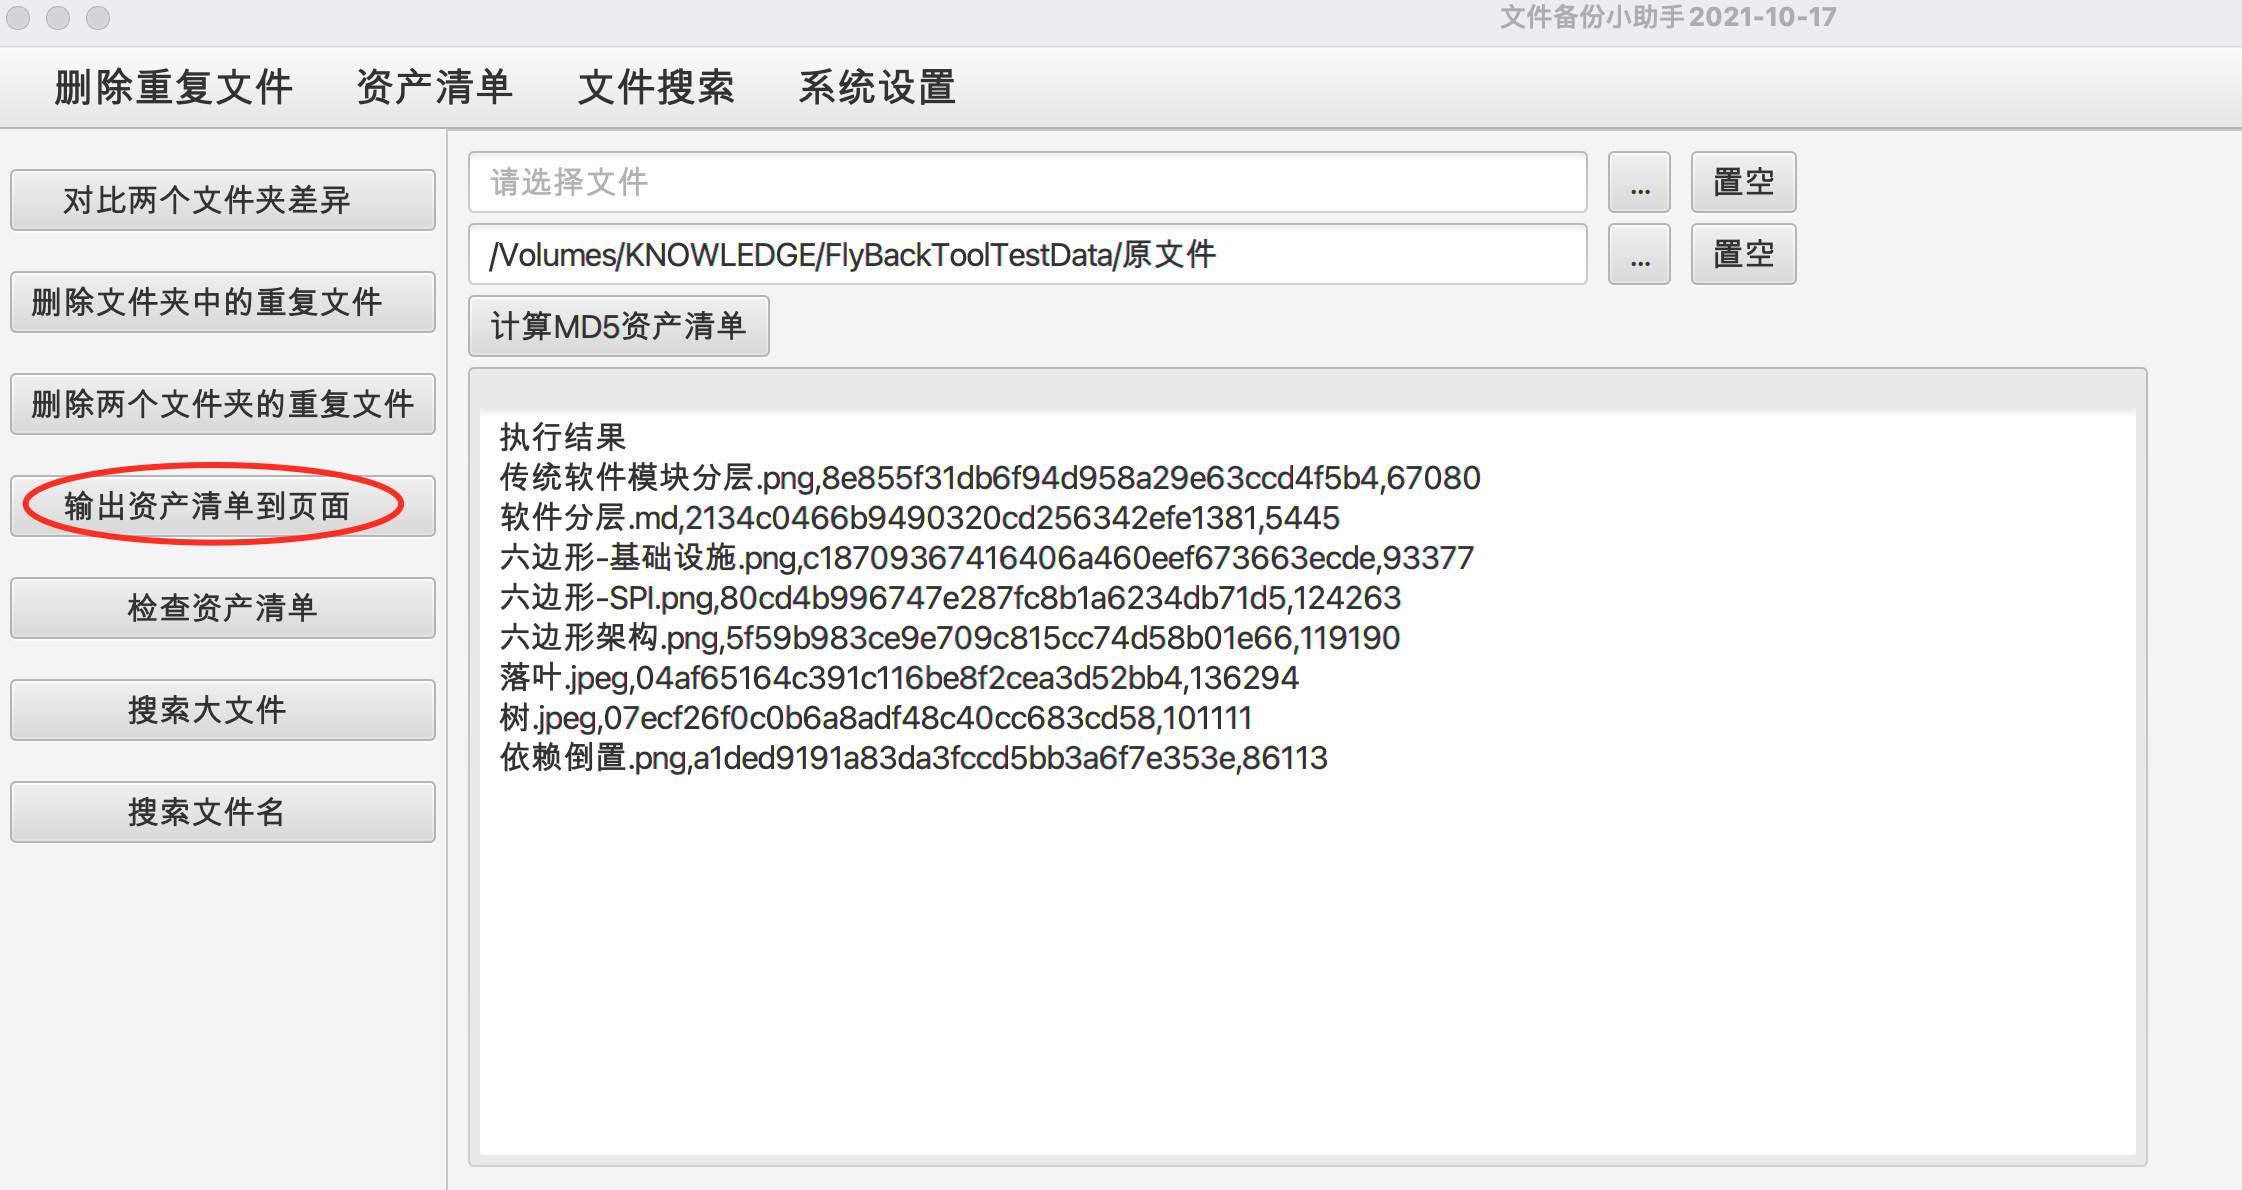 文件备份小助手2021-10-17
删除重复文件 资产清单 文件搜索 系统设置
对比两个文件夹差异
删除文件夹中的重复文件
删除两个文件夹的重复文件
输出资产清单到页面
检查资产清单
搜索大文件
搜索文件名
请选择文件 ... 置空
/Volumes/KNOWLEDGE/FlyBackToolTestData/原文件 ... 置空
计算MD5资产清单
执行结果
传统软件模块分层.png,8e855f31db6f94d958a29e63ccd4f5b4,67080
软件分层.md,2134c0466b9490320cd256342efe1381,5445
六边形-基础设施.png,c18709367416406a460eef673663ecde,93377
六边形-SPI.png,80cd4b996747e287fc8b1a6234db71d5,124263
六边形架构.png,5f59b983ce9e709c815cc74d58b01e66,119190
落叶.jpeg,04af65164c391c116be8f2cea3d52bb4,136294
树.jpeg,07ecf26f0c0b6a8adf48c40cc683cd58,101111
依赖倒置.png,a1ded9191a83da3fccd5bb3a6f7e353e,86113